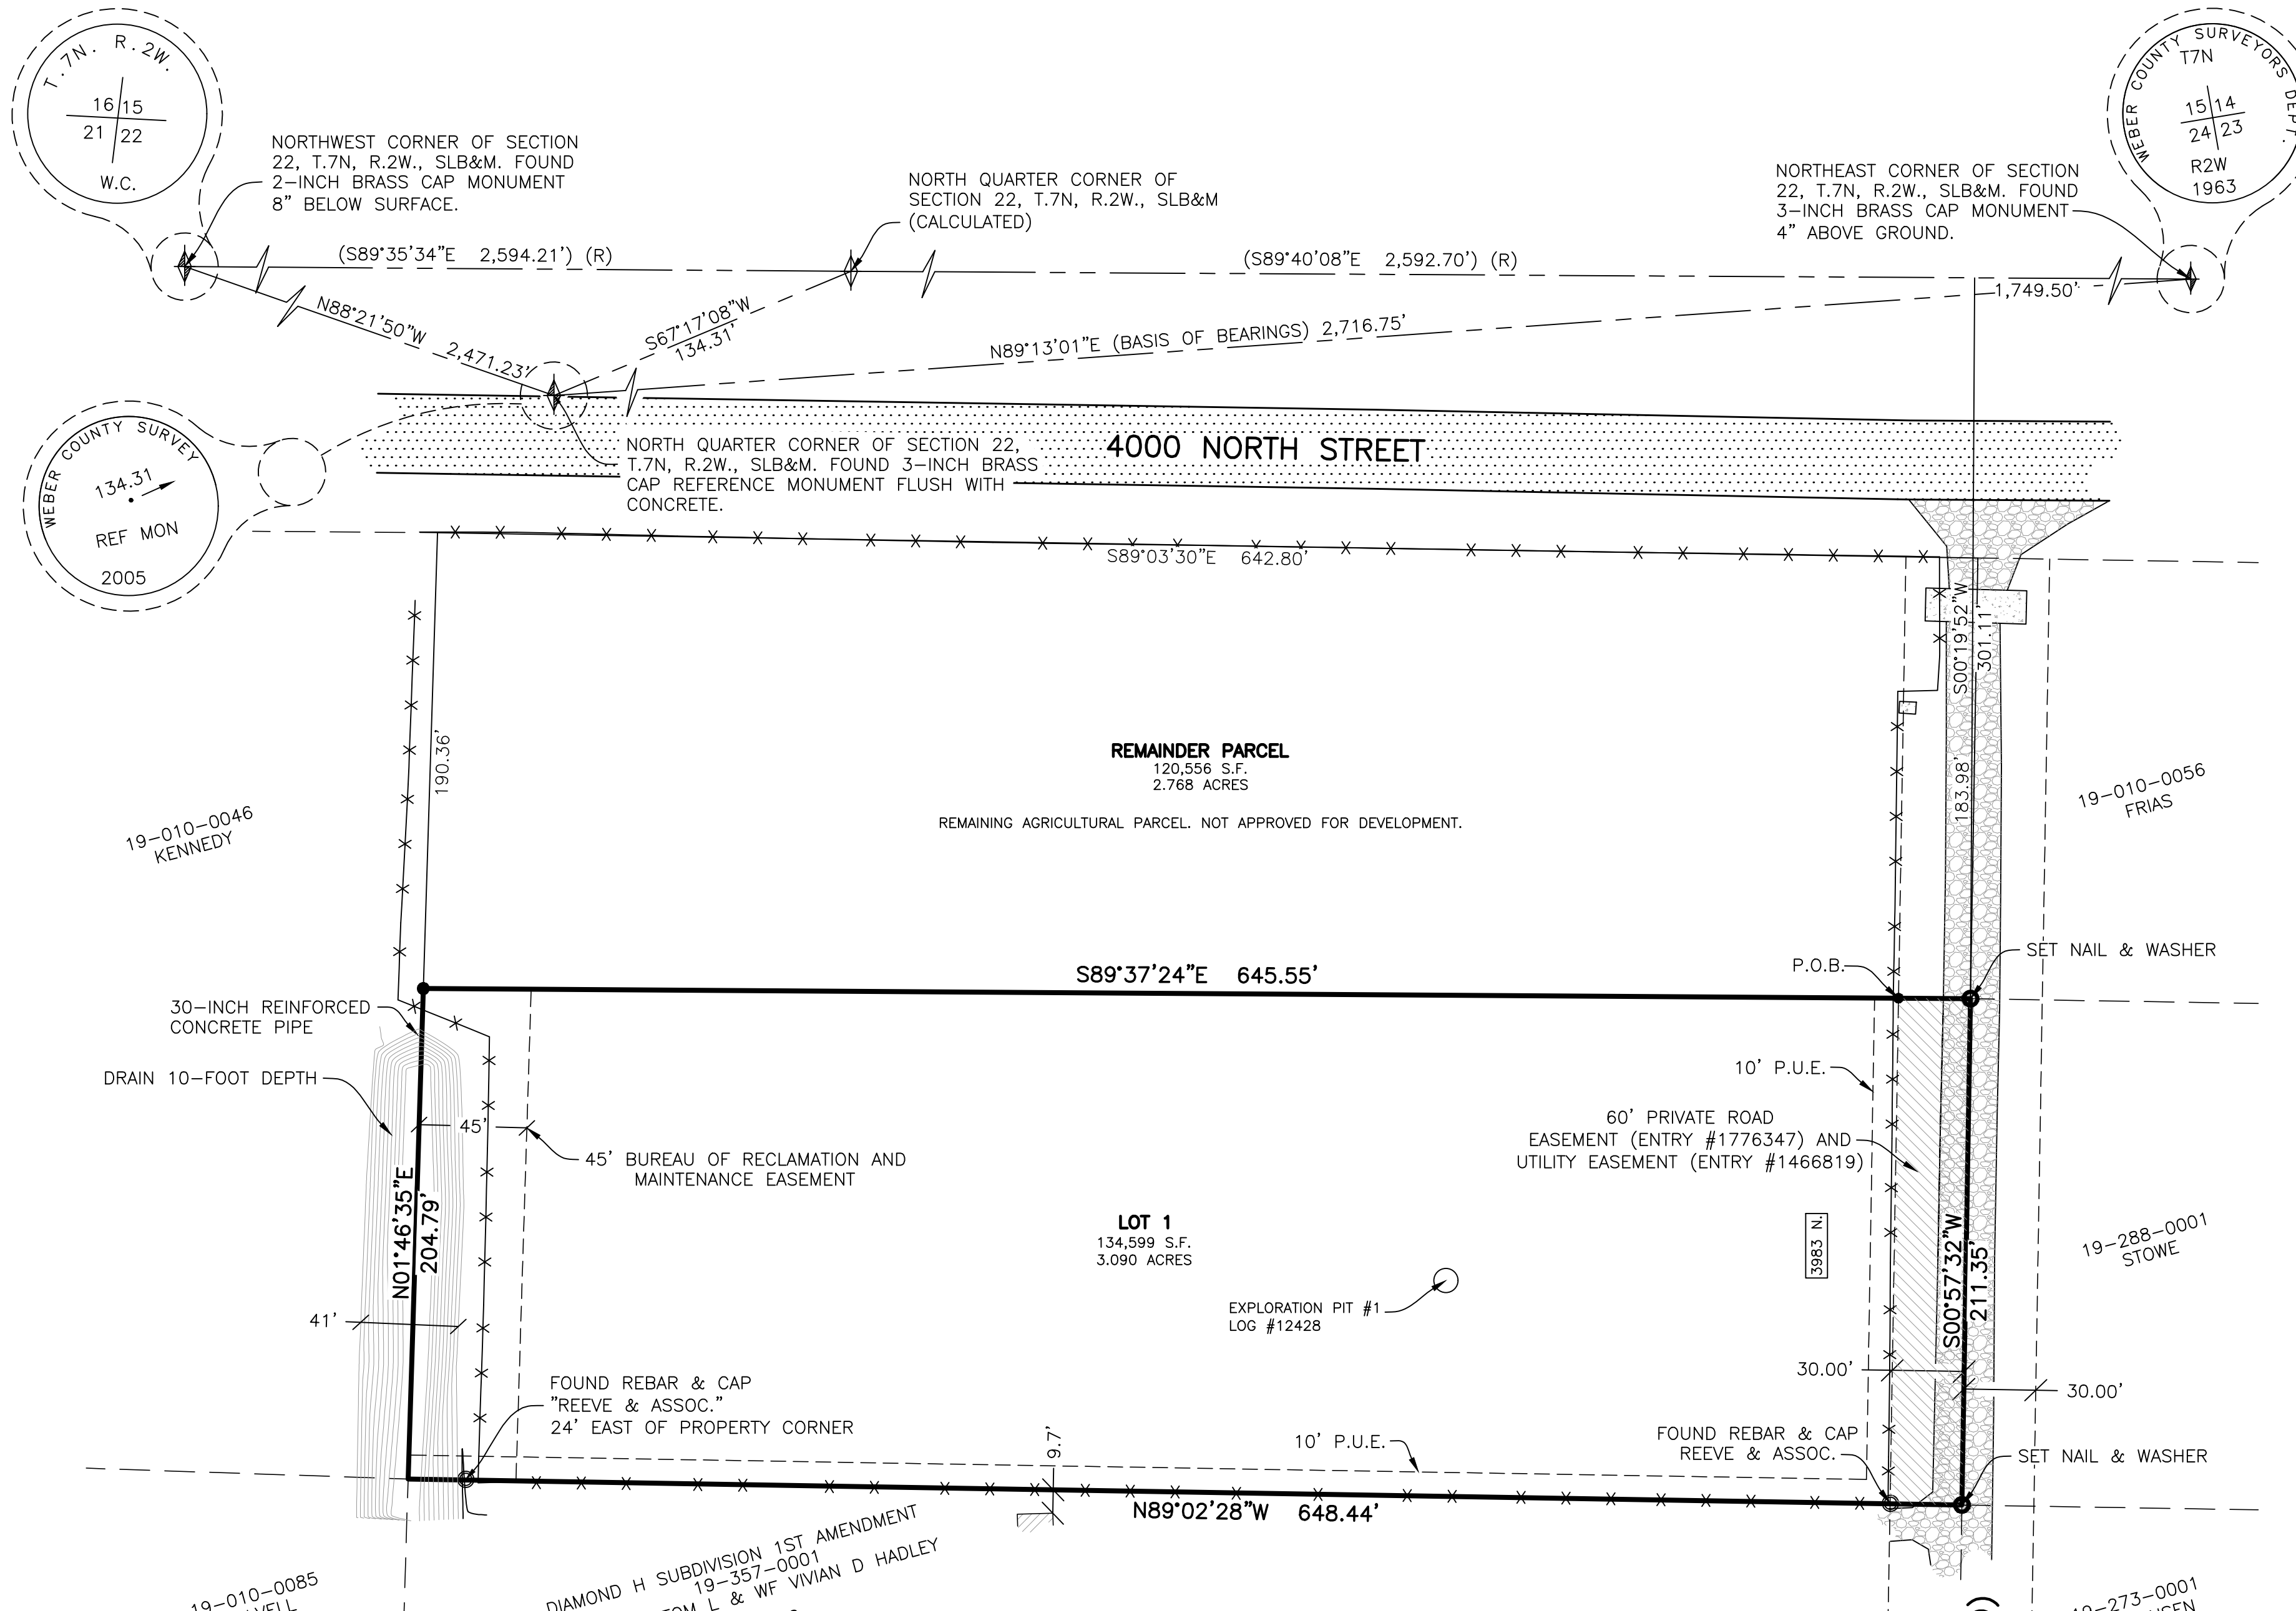 T.7N. R.2W.
16 15
21 22
W.C.
NORTHWEST CORNER OF SECTION
22, T.7N, R.2W., SLB&M. FOUND
2-INCH BRASS CAP MONUMENT
8" BELOW SURFACE.
NORTH QUARTER CORNER OF
SECTION 22, T.7N, R.2W., SLB&M
(CALCULATED)
NORTHEAST CORNER OF SECTION
22, T.7N, R.2W., SLB&M. FOUND
3-INCH BRASS CAP MONUMENT
4" ABOVE GROUND.
WEBER COUNTY SURVEYORS DEPT.
T7N
15 14
24 23
R2W
1963
(S89°35'34"E 2,594.21') (R)
(S89°40'08"E 2,592.70') (R)
1,749.50'
N88°21'50"W 2,471.23'
S67°17'08"W
134.31'
N89°13'01"E (BASIS OF BEARINGS) 2,716.75'
WEBER COUNTY SURVEY
134.31
REF MON
2005
NORTH QUARTER CORNER OF SECTION 22,
T.7N, R.2W., SLB&M. FOUND 3-INCH BRASS
CAP REFERENCE MONUMENT FLUSH WITH
CONCRETE.
4000 NORTH STREET
S89°03'30"E 642.80'
S00°19'52"W
301.11'
190.36'
183.98'
REMAINDER PARCEL
120,556 S.F.
2.768 ACRES
REMAINING AGRICULTURAL PARCEL. NOT APPROVED FOR DEVELOPMENT.
19-010-0046
KENNEDY
19-010-0056
FRIAS
SET NAIL & WASHER
P.O.B.
S89°37'24"E 645.55'
30-INCH REINFORCED
CONCRETE PIPE
DRAIN 10-FOOT DEPTH
45'
45' BUREAU OF RECLAMATION AND
MAINTENANCE EASEMENT
10' P.U.E.
60' PRIVATE ROAD
EASEMENT (ENTRY #1776347) AND
UTILITY EASEMENT (ENTRY #1466819)
N01°46'35"E
204.79'
LOT 1
134,599 S.F.
3.090 ACRES
3983 N.
S00°57'32"W
211.35'
19-288-0001
STOWE
EXPLORATION PIT #1
LOG #12428
41'
30.00'
30.00'
FOUND REBAR & CAP
"REEVE & ASSOC."
24' EAST OF PROPERTY CORNER
9.7'
10' P.U.E.
FOUND REBAR & CAP
REEVE & ASSOC.
SET NAIL & WASHER
N89°02'28"W 648.44'
DIAMOND H SUBDIVISION 1ST AMENDMENT
19-357-0001
L & WF VIVIAN D HADLEY
19-010-0085
19-273-0001